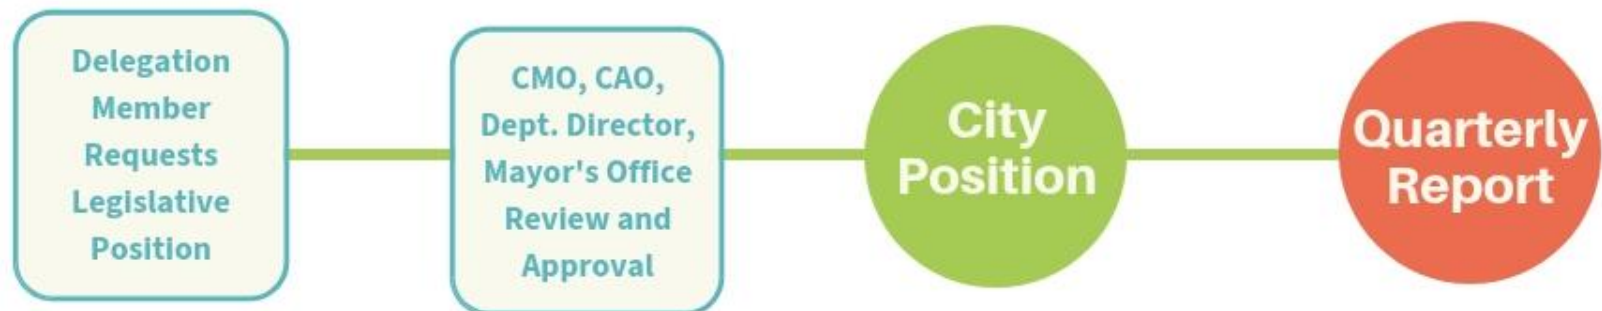 Delegation
Member
Requests
Legislative
Position
CMO, CAO,
Dept. Director,
Mayor's Office
Review and
Approval
City
Position
Quarterly
Report